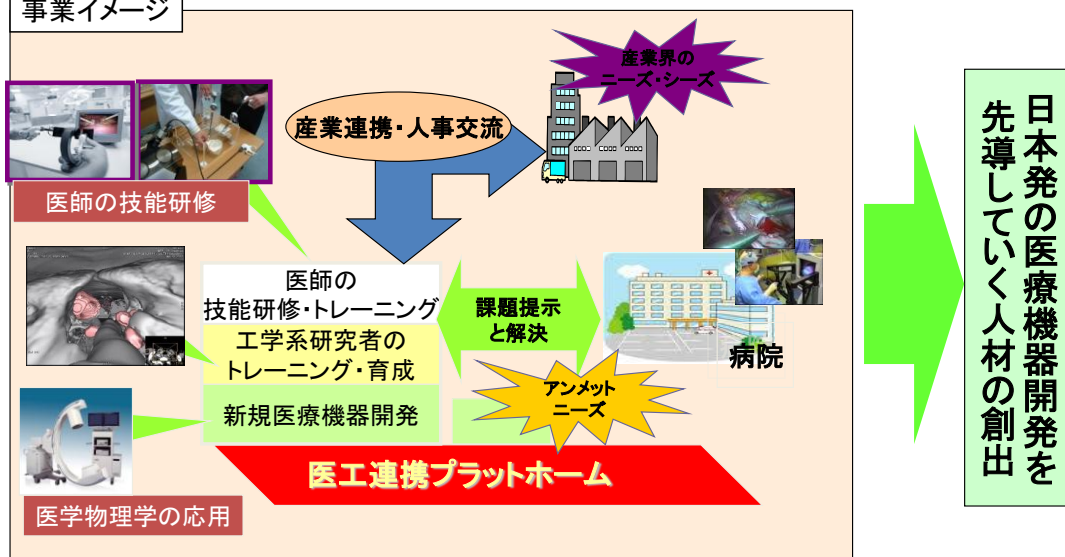 事業イメージ
産業界の
ニーズ・シーズ
産業連携・人事交流
医師の技能研修
医師の
技能研修・トレーニング
工学系研究者の
トレーニング・育成
新規医療機器開発
課題提示
と解決
病院
アンメット
ニーズ
医工連携プラットホーム
医学物理学の応用
日本発の医療機器開発を
先導していく人材の創出